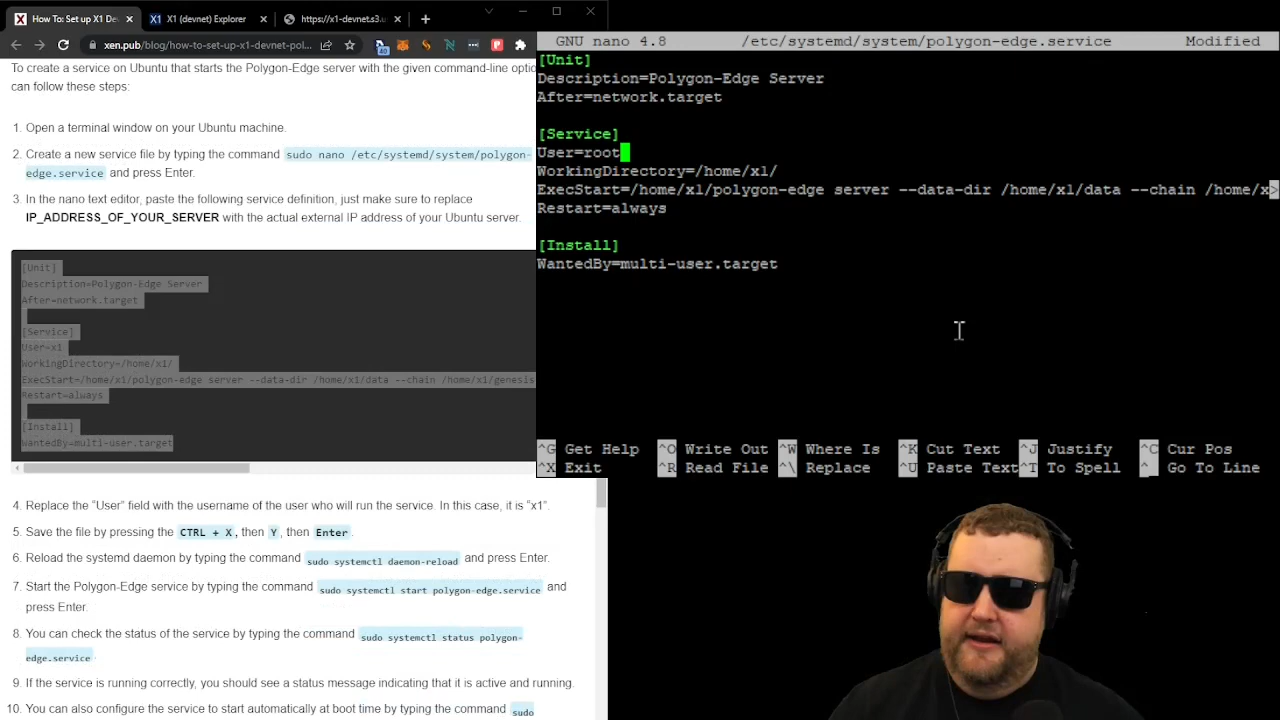 How To: Set up X1 Dev
X1 (devnet) Explorer
https://x1-devnet.s3.u
xen.pub/blog/how-to-set-up-x1-devnet-pol...
To create a service on Ubuntu that starts the Polygon-Edge server with the given command-line optic
can follow these steps:
1. Open a terminal window on your Ubuntu machine.
2. Create a new service file by typing the command sudo nano /etc/systemd/system/polygon-
edge.service and press Enter.
3. In the nano text editor, paste the following service definition, just make sure to replace
IP_ADDRESS_OF_YOUR_SERVER with the actual external IP address of your Ubuntu server.
[Unit]
Description=Polygon-Edge Server
After=network.target
[Service]
User=x1
WorkingDirectory=/home/x1/
ExecStart=/home/x1/polygon-edge server --data-dir /home/x1/data --chain /home/x1/genesis
Restart=always
[Install]
WantedBy=multi-user.target
4. Replace the “User” field with the username of the user who will run the service. In this case, it is “x1”.
5. Save the file by pressing the CTRL + X, then Y, then Enter.
6. Reload the systemd daemon by typing the command sudo systemctl daemon-reload and press Enter.
7. Start the Polygon-Edge service by typing the command sudo systemctl start polygon-edge.service and
press Enter.
8. You can check the status of the service by typing the command sudo systemctl status polygon-
edge.service.
9. If the service is running correctly, you should see a status message indicating that it is active and running.
10. You can also configure the service to start automatically at boot time by typing the command sudo
GNU nano 4.8 /etc/systemd/system/polygon-edge.service Modified
[Unit]
Description=Polygon-Edge Server
After=network.target
[Service]
User=root
WorkingDirectory=/home/x1/
ExecStart=/home/x1/polygon-edge server --data-dir /home/x1/data --chain /home/x>
Restart=always
[Install]
WantedBy=multi-user.target
^G Get Help ^O Write Out ^W Where Is ^K Cut Text ^J Justify ^C Cur Pos
^X Exit ^R Read File ^\ Replace ^U Paste Text ^T To Spell ^_ Go To Line